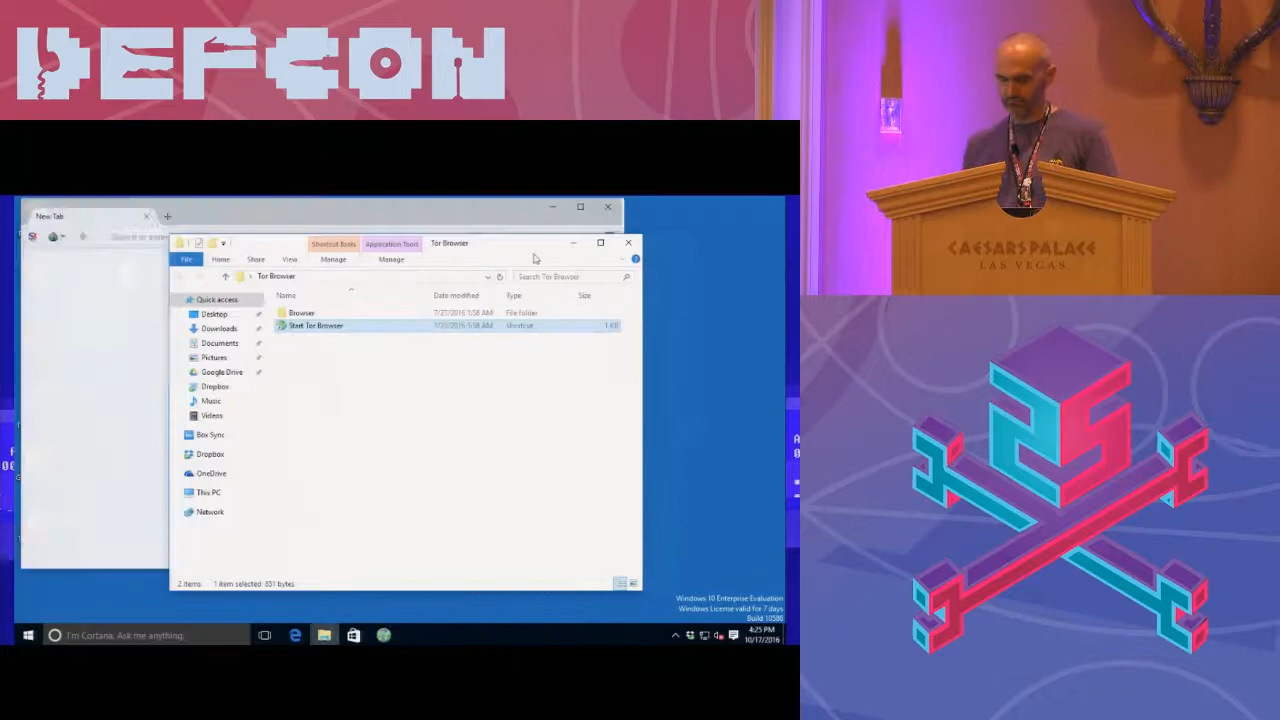 DEFCON
New Tab
Shortcut Tools
Application Tools
Tor Browser
File
Home
Share
View
Manage
Manage
Tor Browser
Search Tor Browser
Name
Date modified
Type
Size
Quick access
Desktop
Downloads
Documents
Pictures
Google Drive
Dropbox
Music
Videos
Box Sync
Dropbox
OneDrive
This PC
Network
Browser
7/27/2016 1:58 AM
File folder
Start Tor Browser
1:58 AM
Shortcut
1 KB
2 items
1 item selected 851 bytes
Windows 10 Enterprise Evaluation
Windows License valid for 7 days
Build 10586
I'm Cortana. Ask me anything.
4:25 PM
10/17/2016
CAESARS PALACE
LAS VEGAS
25